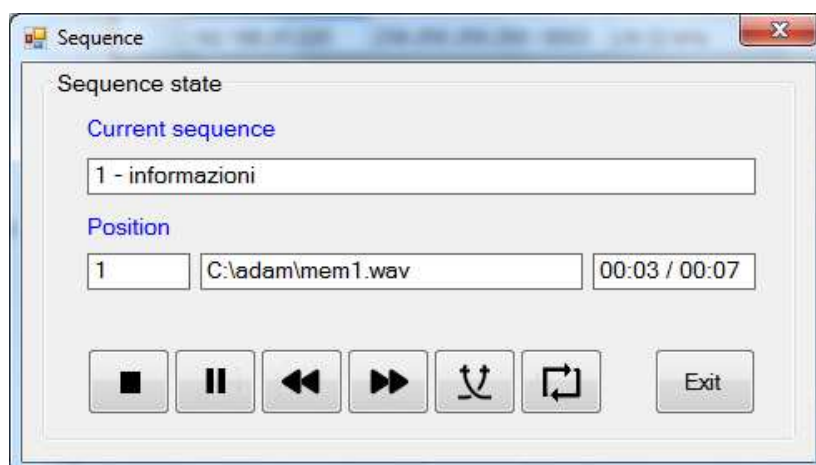 Sequence
Sequence state
Current sequence
1 - informazioni
Position
1 C:\adam\mem1.wav 00:03 / 00:07
Exit